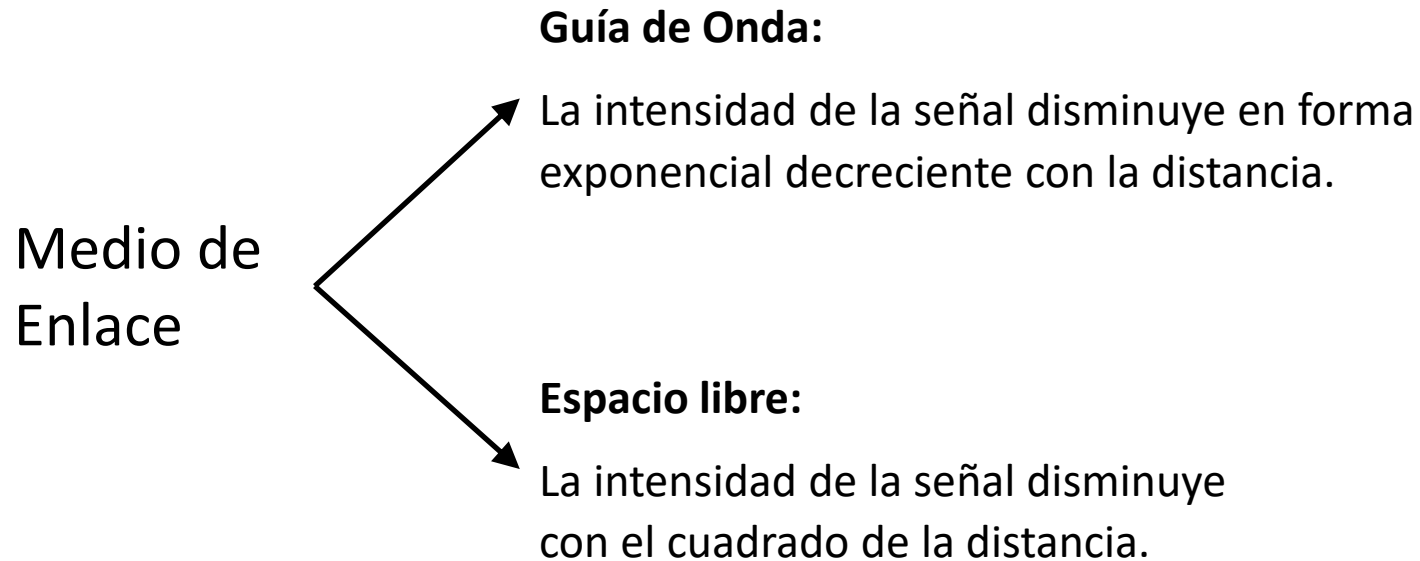 Medio de
Enlace
Guía de Onda:
La intensidad de la señal disminuye en forma
exponencial decreciente con la distancia.
Espacio libre:
La intensidad de la señal disminuye
con el cuadrado de la distancia.